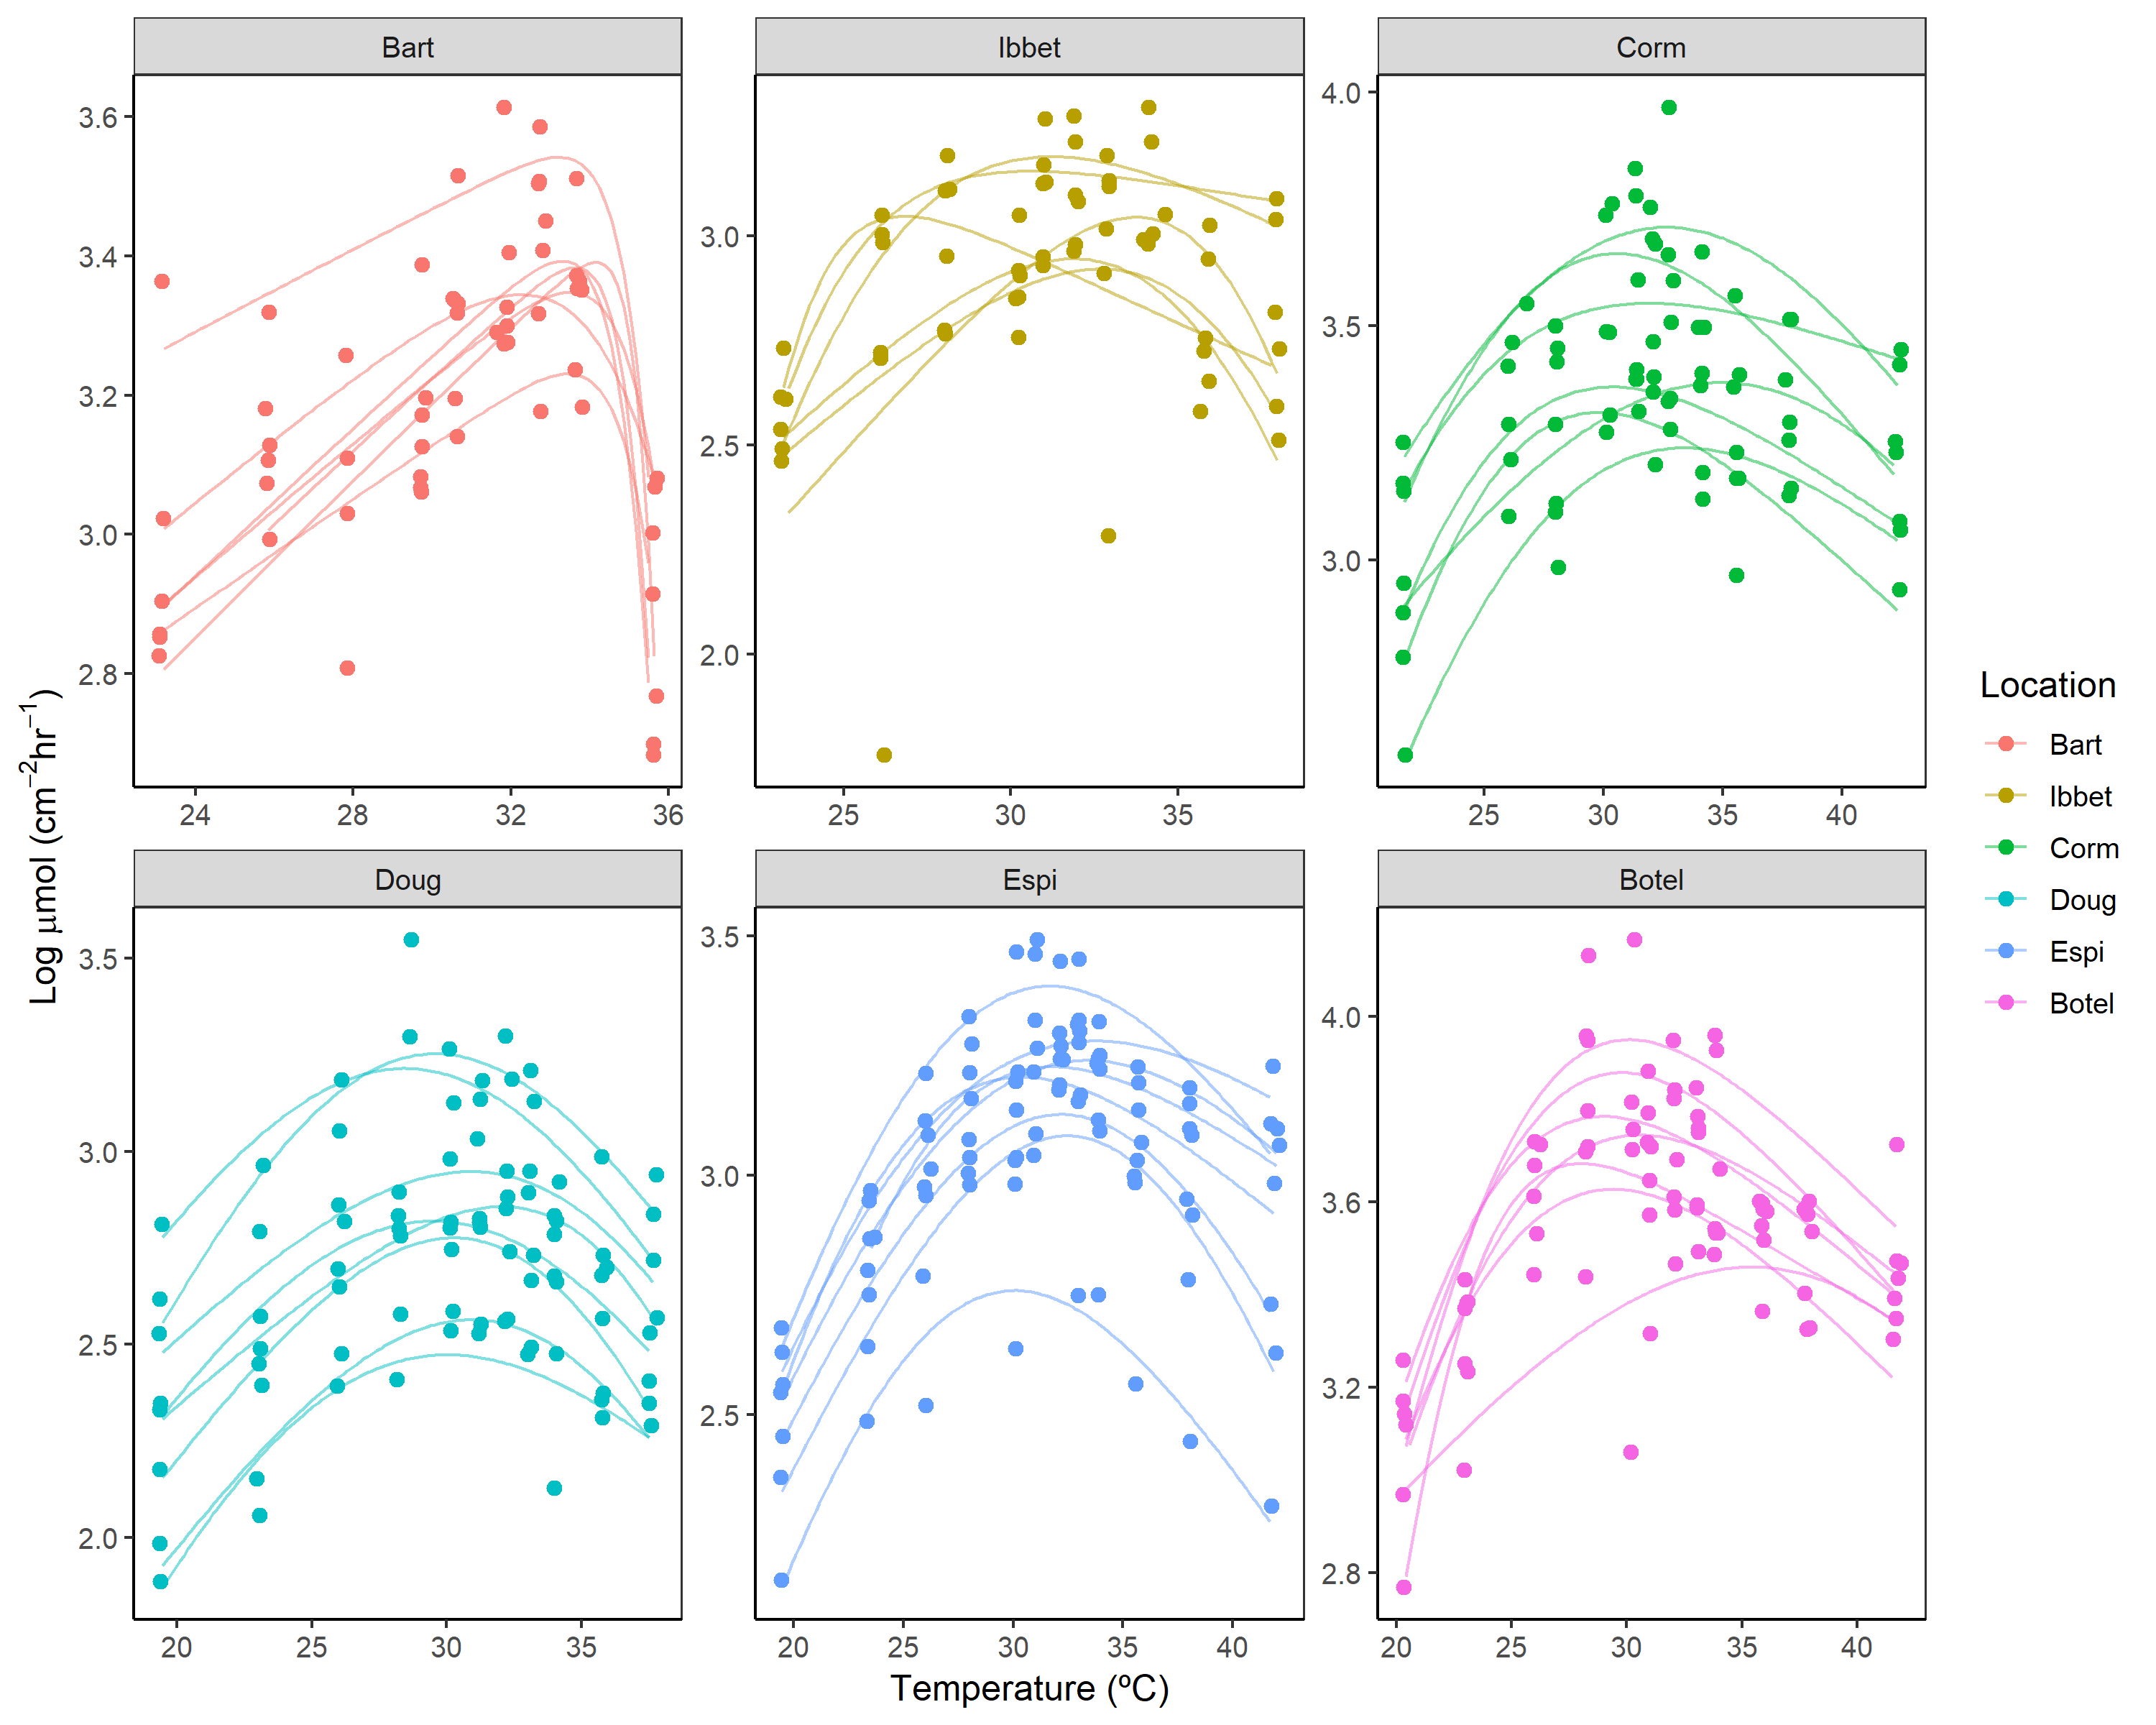 Bart
Ibbet
Corm
3.6
3.4
3.2
3.0
2.8
3.0
2.5
2.0
4.0
3.5
3.0
24 28 32 36
25 30 35
25 30 35 40
Doug
Espi
Botel
3.5
3.0
2.5
2.0
3.5
3.0
2.5
4.0
3.6
3.2
2.8
20 25 30 35
20 25 30 35 40
20 25 30 35 40
Temperature (ºC)
Log μmol (cm⁻²hr⁻¹)
Location
Bart
Ibbet
Corm
Doug
Espi
Botel